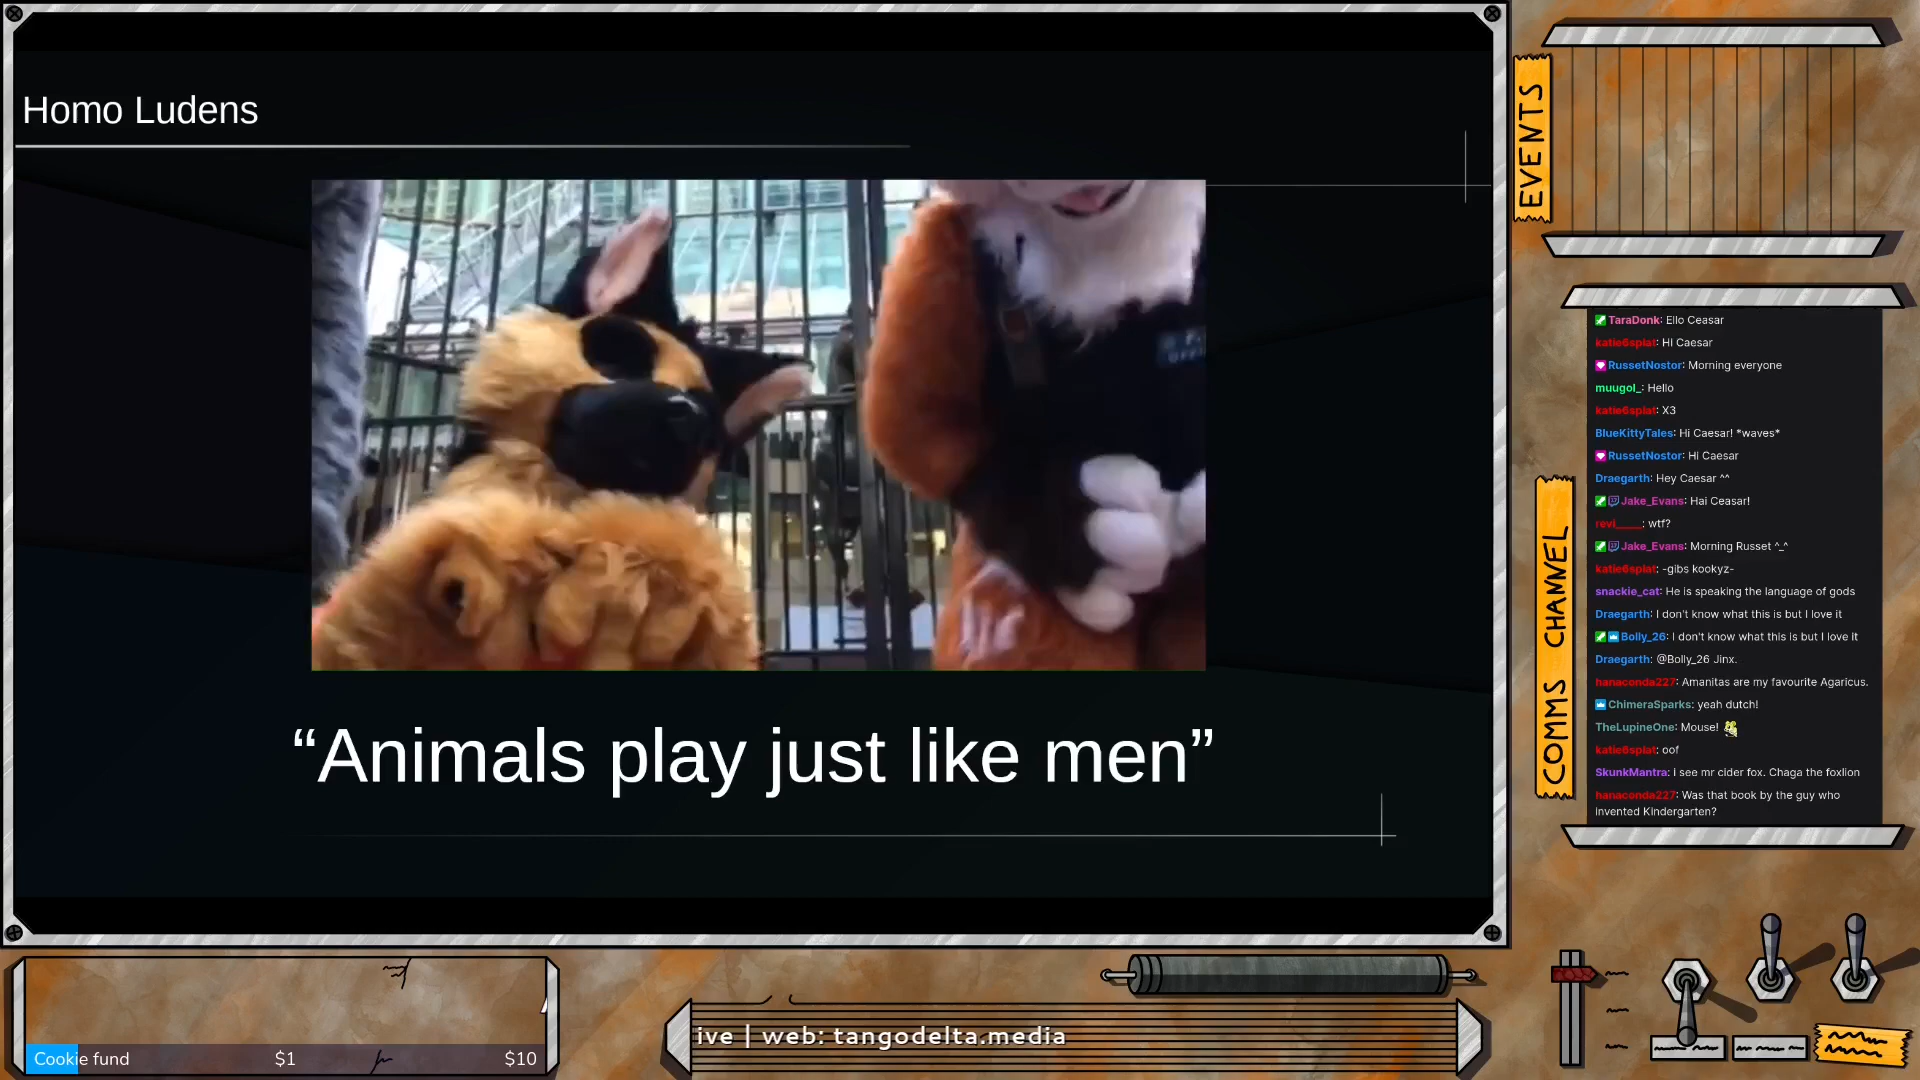 Homo Ludens
“Animals play just like men”
EVENTS
COMMS CHANNEL
TaraDonk: Ello Ceasar
katie6splat: Hi Caesar
RussetNostor: Morning everyone
muugol_: Hello
katie6splat: X3
BlueKittyTales: Hi Caesar! *waves*
RussetNostor: Hi Caesar
Draegarth: Hey Caesar ^^
Jake_Evans: Hai Ceasar!
revi_____: wtf?
Jake_Evans: Morning Russet ^_^
katie6splat: -gibs kookyz-
snackie_cat: He is speaking the language of gods
Draegarth: I don't know what this is but I love it
Bolly_26: I don't know what this is but I love it
Draegarth: @Bolly_26 Jinx.
hanaconda227: Amanitas are my favourite Agaricus.
ChimeraSparks: yeah dutch!
TheLupineOne: Mouse!
katie6splat: oof
SkunkMantra: I see mr cider fox. Chaga the foxlion
hanaconda227: Was that book by the guy who
invented Kindergarten?
Cookie fund $1 $10
ive | web: tangodelta.media